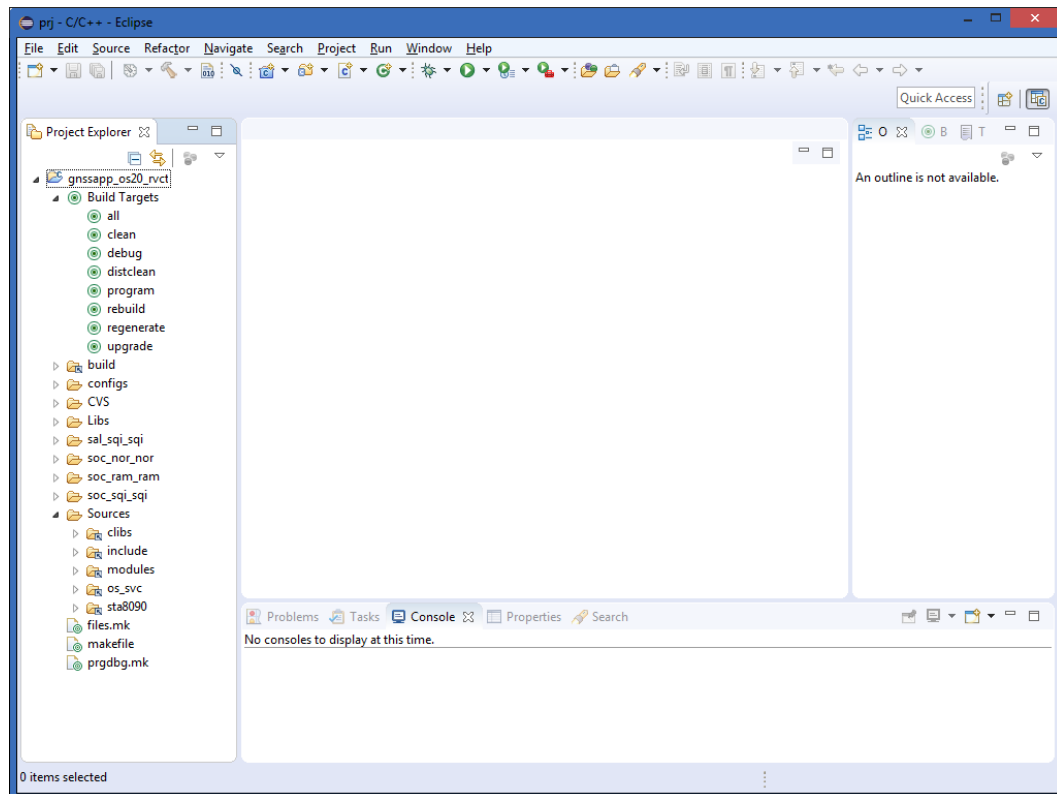 prj - C/C++ - Eclipse
File Edit Source Refactor Navigate Search Project Run Window Help
Quick Access
Project Explorer
O B T
gnssapp_os20_rvct
An outline is not available.
Build Targets
all
clean
debug
distclean
program
rebuild
regenerate
upgrade
build
configs
CVS
Libs
sal_sqi_sqi
soc_nor_nor
soc_ram_ram
soc_sqi_sqi
Sources
clibs
include
modules
os_svc
sta8090
files.mk
makefile
prgdbg.mk
Problems Tasks Console Properties Search
No consoles to display at this time.
0 items selected